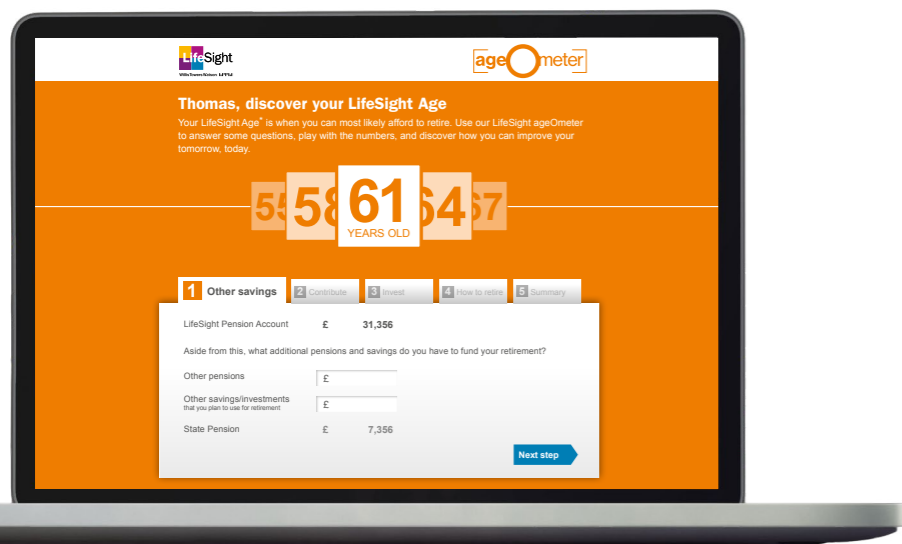 LifeSight
Willis Towers Watson
ageOmeter
Thomas, discover your LifeSight Age
Your LifeSight Age* is when you can most likely afford to retire. Use our LifeSight ageOmeter
to answer some questions, play with the numbers, and discover how you can improve your
tomorrow, today.
55 58 61 64 67
YEARS OLD
1 Other savings 2 Contribute 3 Invest 4 How to retire 5 Summary
LifeSight Pension Account £ 31,356
Aside from this, what additional pensions and savings do you have to fund your retirement?
Other pensions £
Other savings/investments
that you plan to use for retirement £
State Pension £ 7,356
Next step